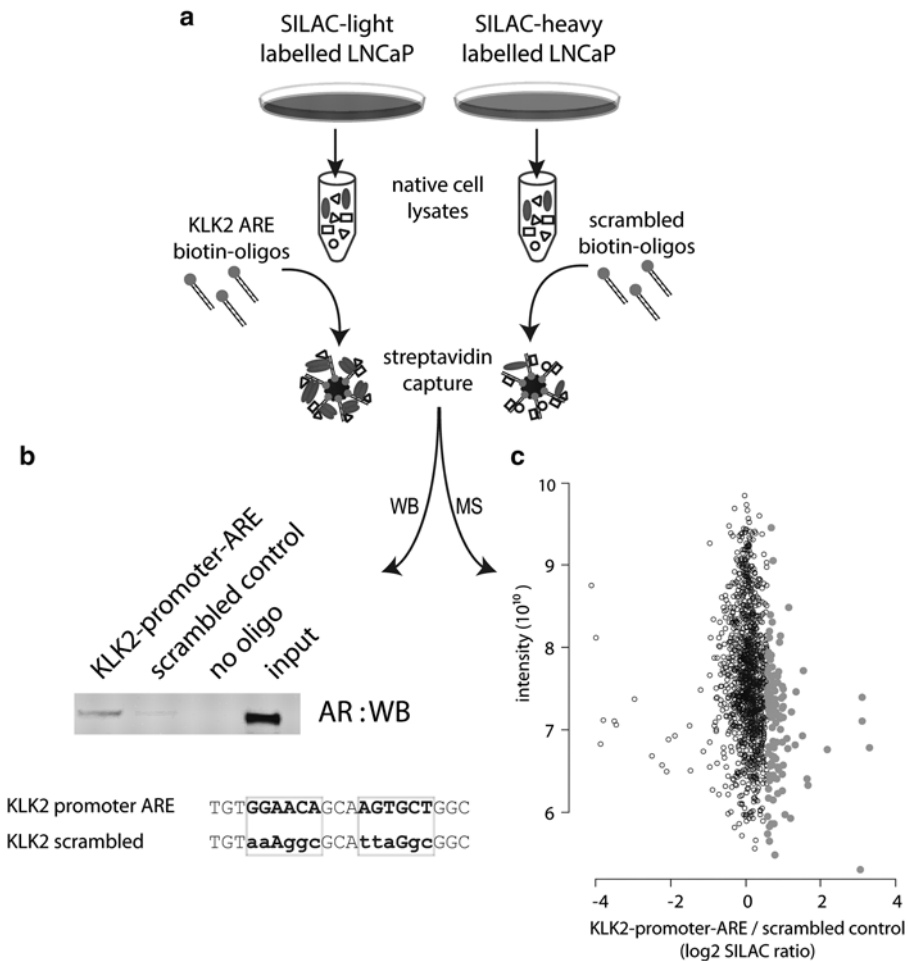 a
SILAC-light
labelled LNCaP
SILAC-heavy
labelled LNCaP
native cell
lysates
KLK2 ARE
biotin-oligos
scrambled
biotin-oligos
streptavidin
capture
WB
MS
b
KLK2-promoter-ARE
scrambled control
no oligo
input
AR : WB
KLK2 promoter ARE TGTGGAACAGCAAGTGCTGGC
KLK2 scrambled TGTaaAggcGCAttaGgcGGC
c
intensity (10¹⁰)
10
9
8
7
6
-4 -2 0 2 4
KLK2-promoter-ARE / scrambled control
(log2 SILAC ratio)